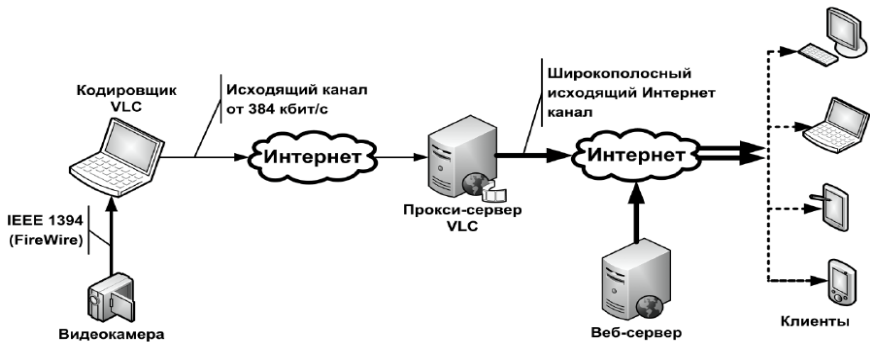 Кодировщик
VLC
Исходящий канал
от 384 кбит/с
Широкополосный
исходящий Интернет
канал
Интернет
Интернет
Прокси-сервер
VLC
IEEE 1394
(FireWire)
Видеокамера
Веб-сервер
Клиенты